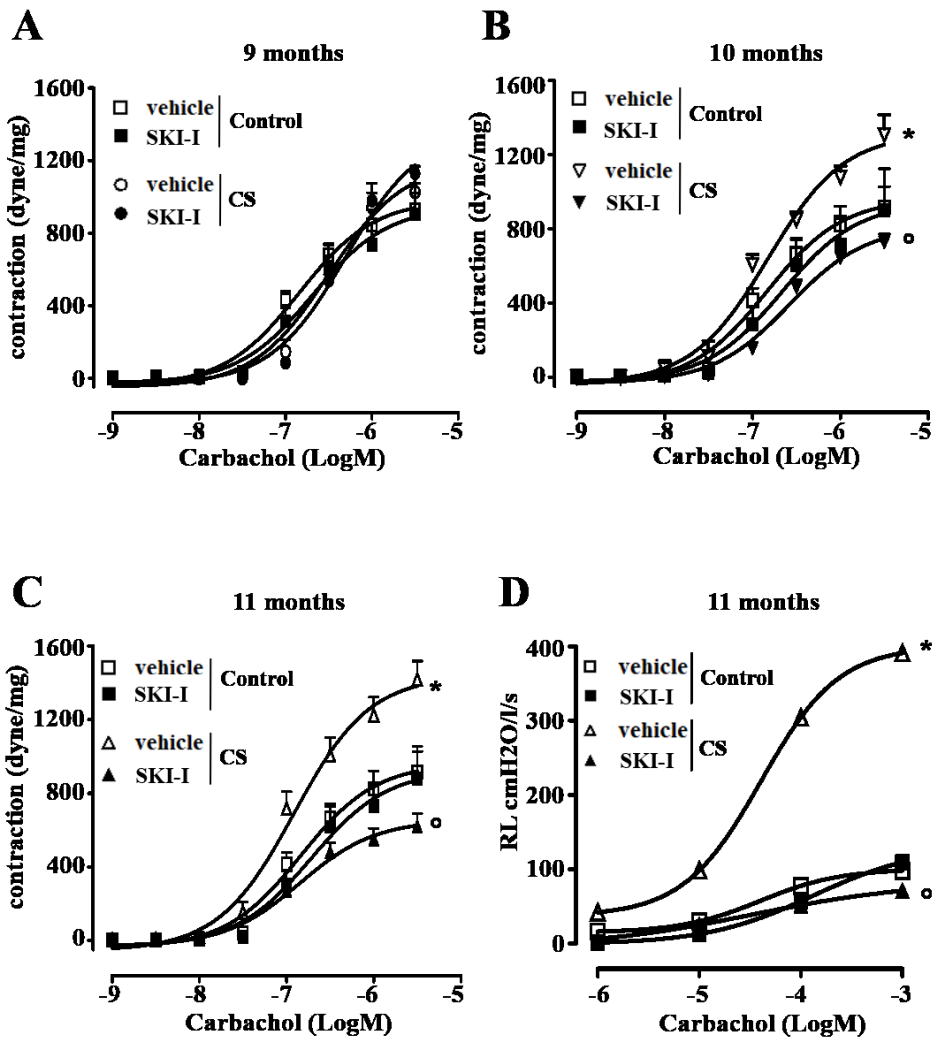 A
9 months
1600
1200
800
400
0
contraction (dyne/mg)
vehicle
SKI-I
Control
vehicle
SKI-I
CS
-9
-8
-7
-6
-5
Carbachol (LogM)
B
10 months
1600
1200
800
400
0
contraction (dyne/mg)
vehicle
SKI-I
Control
vehicle
SKI-I
CS
*
-9
-8
-7
-6
-5
Carbachol (LogM)
C
11 months
1600
1200
800
400
0
contraction (dyne/mg)
vehicle
SKI-I
Control
vehicle
SKI-I
CS
*
-9
-8
-7
-6
-5
Carbachol (LogM)
D
11 months
400
300
200
100
0
RL cmH2O/l/s
vehicle
SKI-I
Control
vehicle
SKI-I
CS
*
-6
-5
-4
-3
Carbachol (LogM)